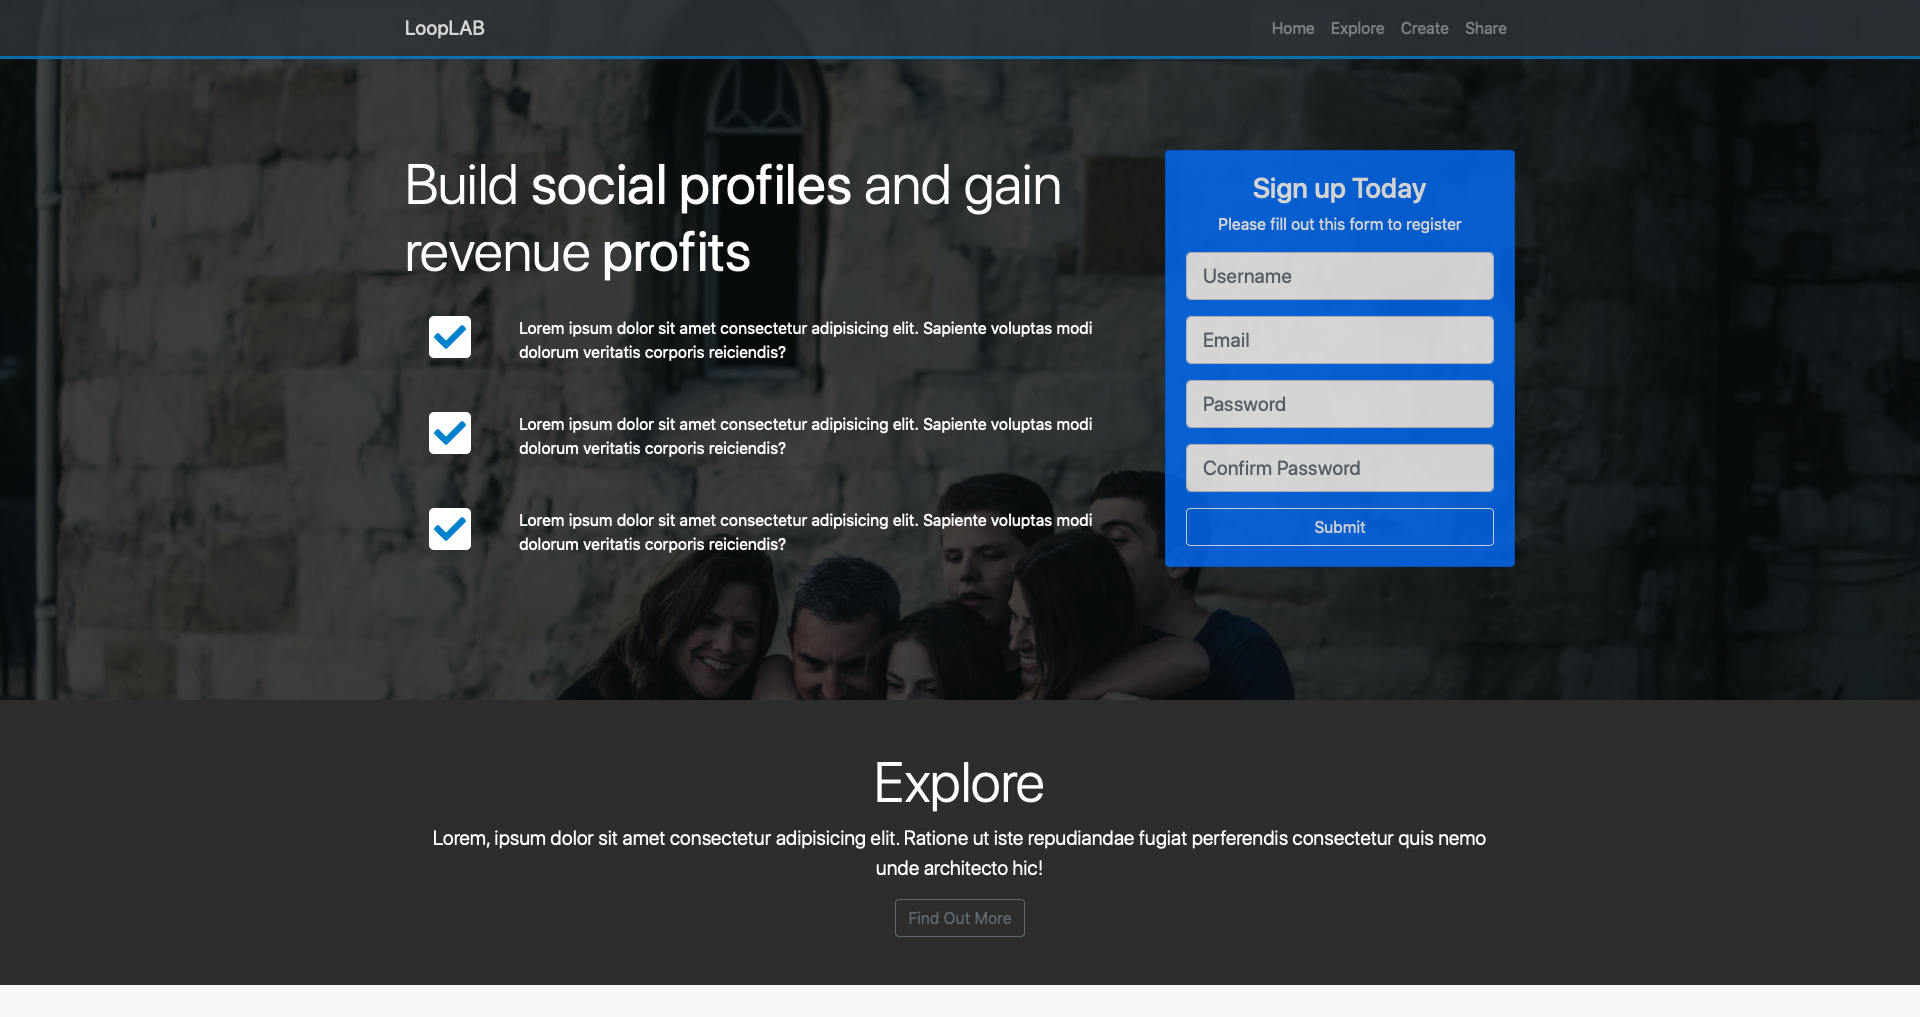 LoopLAB
Home Explore Create Share
Build social profiles and gain
revenue profits
Lorem ipsum dolor sit amet consectetur adipisicing elit. Sapiente voluptas modi
dolorum veritatis corporis reiciendis?
Lorem ipsum dolor sit amet consectetur adipisicing elit. Sapiente voluptas modi
dolorum veritatis corporis reiciendis?
Lorem ipsum dolor sit amet consectetur adipisicing elit. Sapiente voluptas modi
dolorum veritatis corporis reiciendis?
Sign up Today
Please fill out this form to register
Username
Email
Password
Confirm Password
Submit
Explore
Lorem, ipsum dolor sit amet consectetur adipisicing elit. Ratione ut iste repudiandae fugiat perferendis consectetur quis nemo
unde architecto hic!
Find Out More